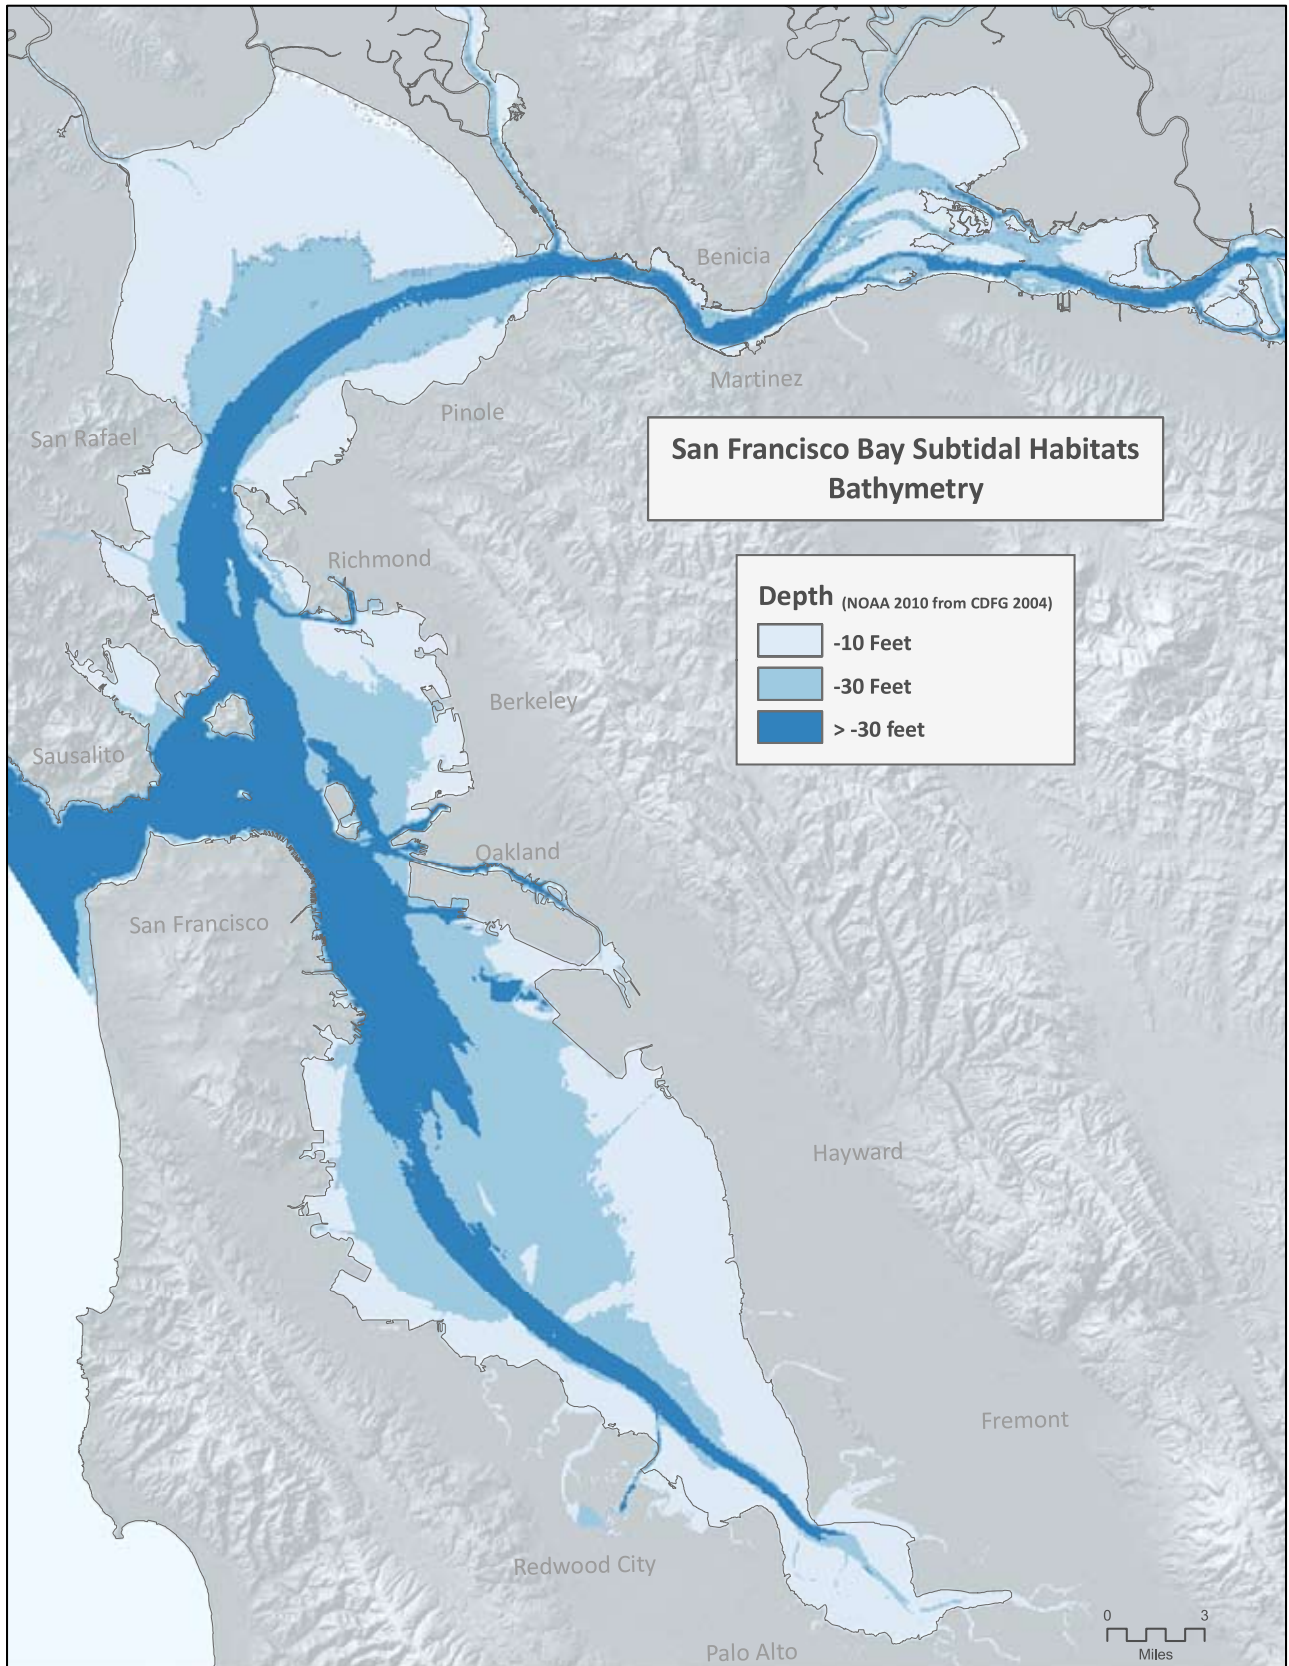 Benicia
Martinez
Pinole
San Rafael
San Francisco Bay Subtidal Habitats
Bathymetry
Richmond
Depth (NOAA 2010 from CDFG 2004)
-10 Feet
-30 Feet
> -30 feet
Berkeley
Sausalito
Oakland
San Francisco
Hayward
Fremont
Redwood City
Palo Alto
0 3
Miles